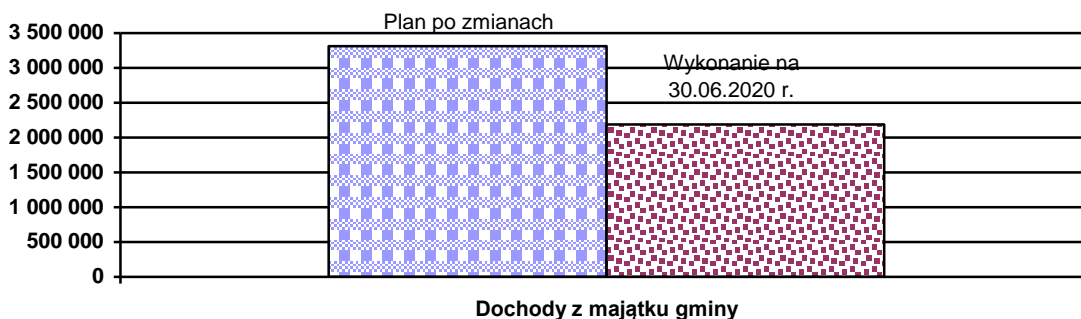 Plan po zmianach
3 500 000
3 000 000
Wykonanie na
30.06.2020 r.
2 500 000
2 000 000
1 500 000
1 000 000
500 000
0
Dochody z majątku gminy